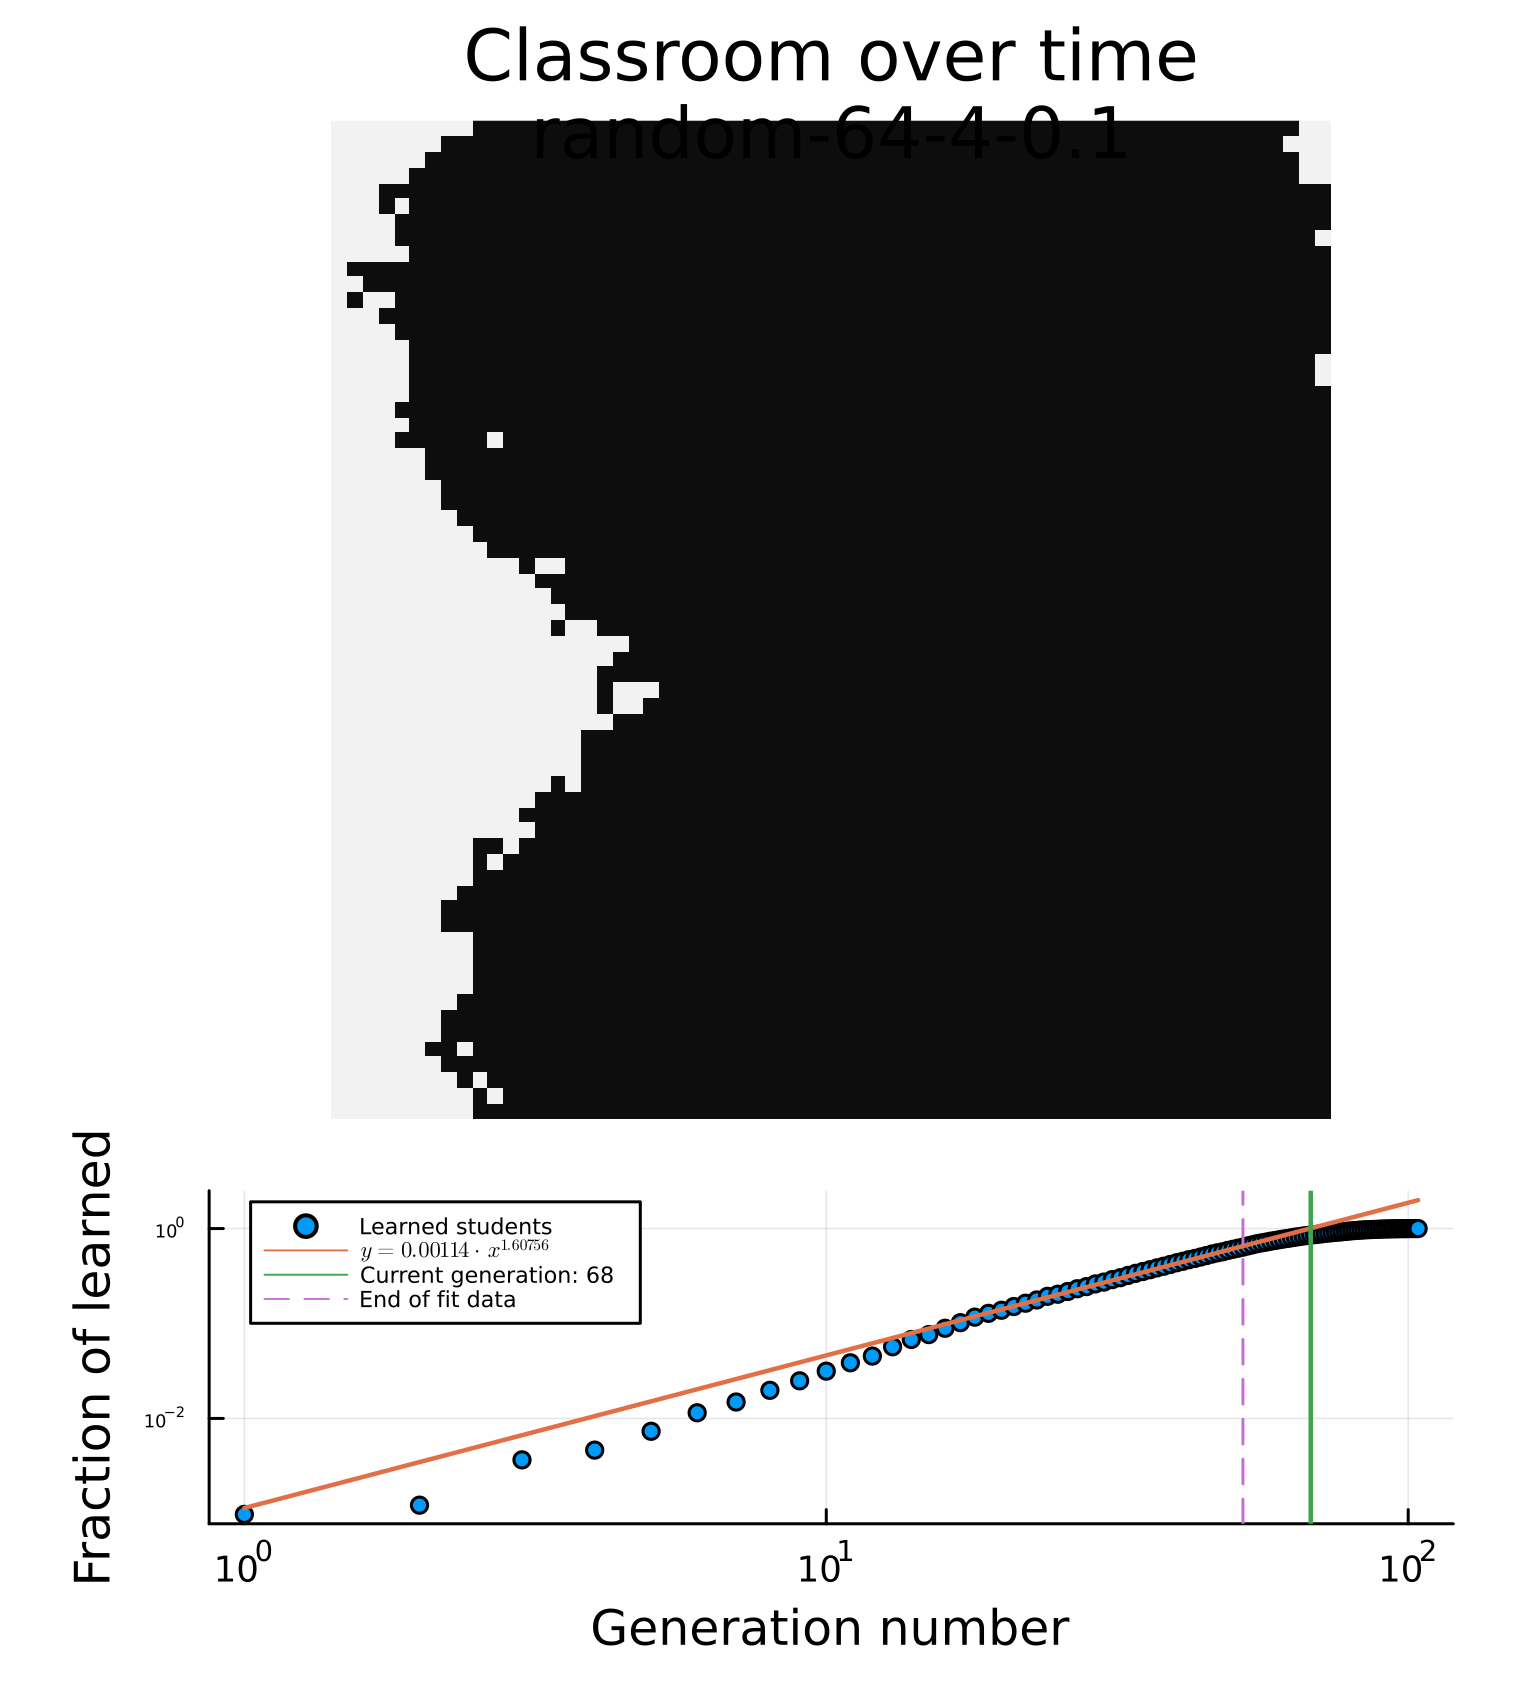 Classroom over time
random-64-4-0.1
Fraction of learned
10^0
10^-2
Learned students
y = 0.00114 · x^1.60756
Current generation: 68
End of fit data
10^0
10^1
10^2
Generation number